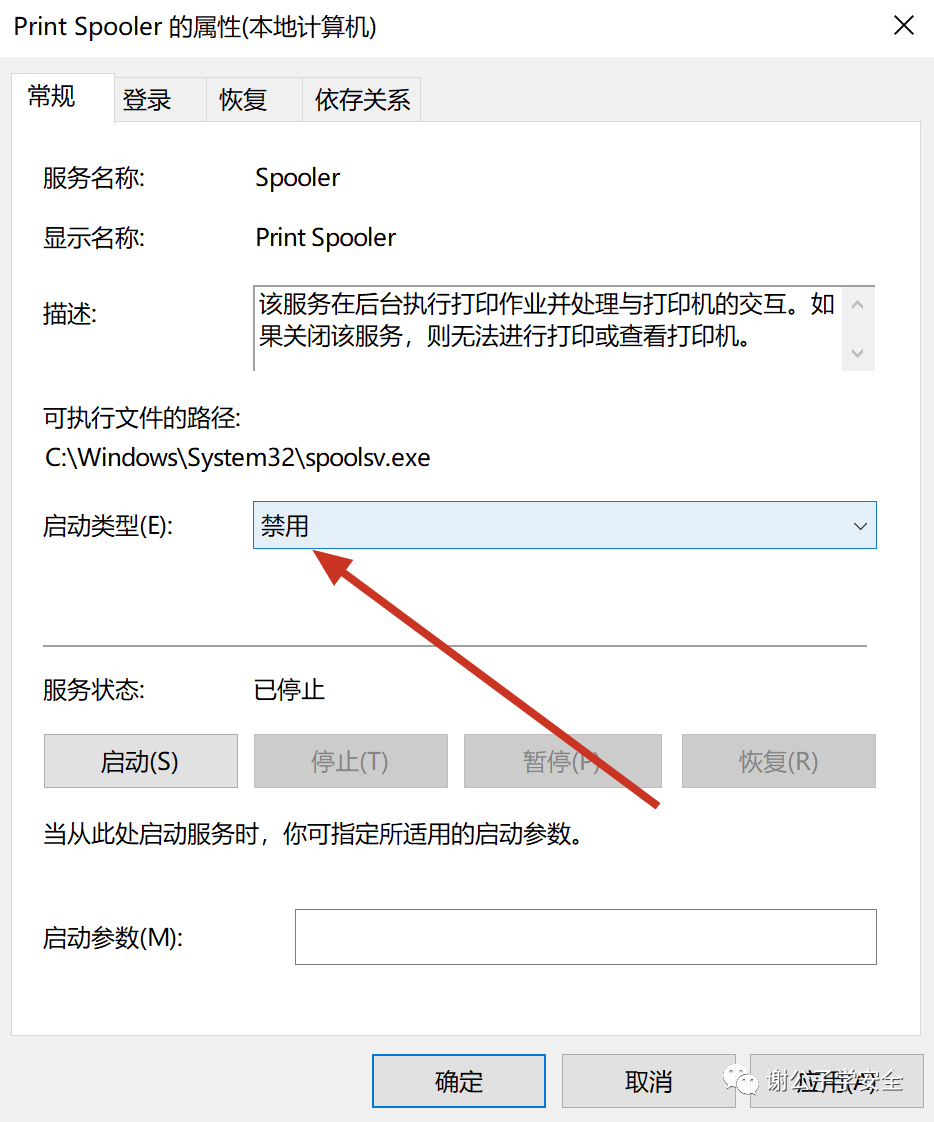 Print Spooler 的属性(本地计算机)
常规
登录
恢复
依存关系
服务名称:
Spooler
显示名称:
Print Spooler
描述:
该服务在后台执行打印作业并处理与打印机的交互。如
果关闭该服务，则无法进行打印或查看打印机。
可执行文件的路径:
C:\Windows\System32\spoolsv.exe
启动类型(E):
禁用
服务状态:
已停止
启动(S)
停止(T)
暂停(P)
恢复(R)
当从此处启动服务时，你可指定所适用的启动参数。
启动参数(M):
确定
取消
应用(A)
谢公子学安全